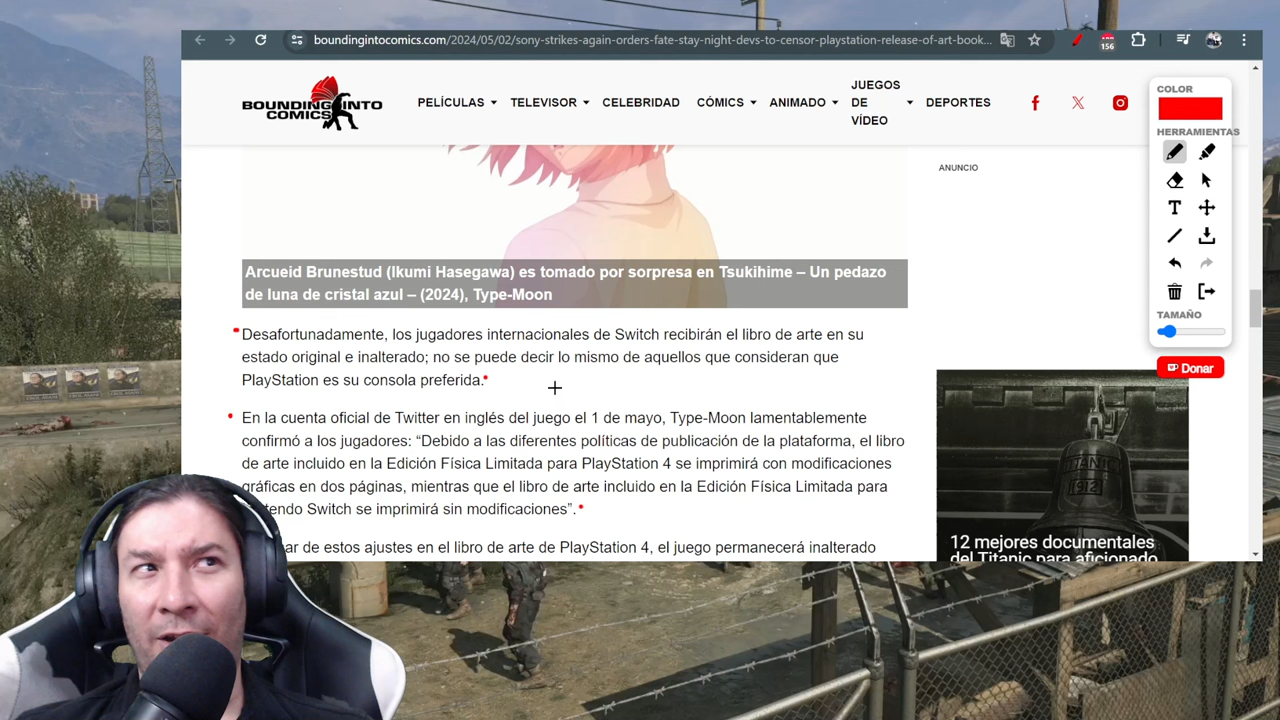 boundingintocomics.com/2024/05/02/sony-strikes-again-orders-fate-stay-night-devs-to-censor-playstation-release-of-art-book...
156
BOUNDING INTO
COMICS
PELÍCULAS
TELEVISOR
CELEBRIDAD
CÓMICS
ANIMADO
JUEGOS
DE
VÍDEO
DEPORTES
COLOR
HERRAMIENTAS
T
TAMAÑO
Donar
ANUNCIO
Arcueid Brunestud (Ikumi Hasegawa) es tomado por sorpresa en Tsukihime – Un pedazo
de luna de cristal azul – (2024), Type-Moon
Desafortunadamente, los jugadores internacionales de Switch recibirán el libro de arte en su
estado original e inalterado; no se puede decir lo mismo de aquellos que consideran que
PlayStation es su consola preferida.
En la cuenta oficial de Twitter en inglés del juego el 1 de mayo, Type-Moon lamentablemente
confirmó a los jugadores: “Debido a las diferentes políticas de publicación de la plataforma, el libro
de arte incluido en la Edición Física Limitada para PlayStation 4 se imprimirá con modificaciones
gráficas en dos páginas, mientras que el libro de arte incluido en la Edición Física Limitada para
tendo Switch se imprimirá sin modificaciones”.
ar de estos ajustes en el libro de arte de PlayStation 4, el juego permanecerá inalterado
TITANIC
1912
12 mejores documentales
del Titanic para aficionado